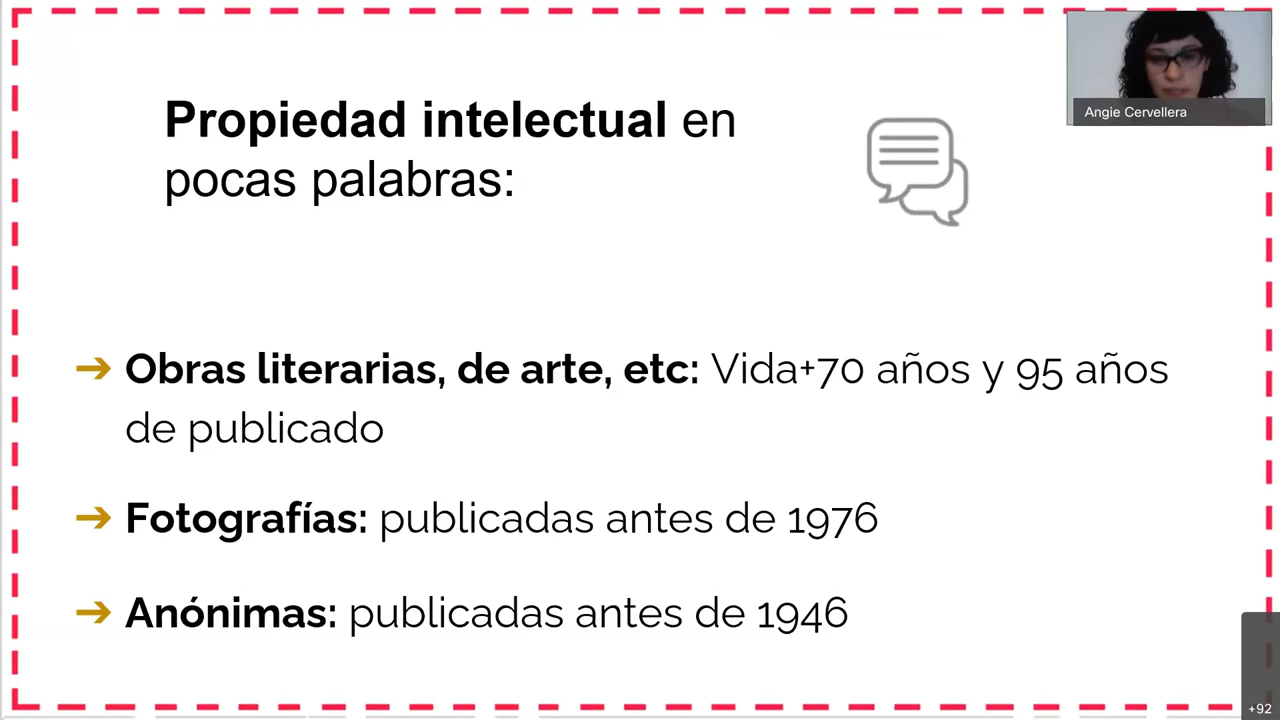 Propiedad intelectual en
pocas palabras:
Angie Cervellera
➔ Obras literarias, de arte, etc: Vida+70 años y 95 años
de publicado
➔ Fotografías: publicadas antes de 1976
➔ Anónimas: publicadas antes de 1946
+92